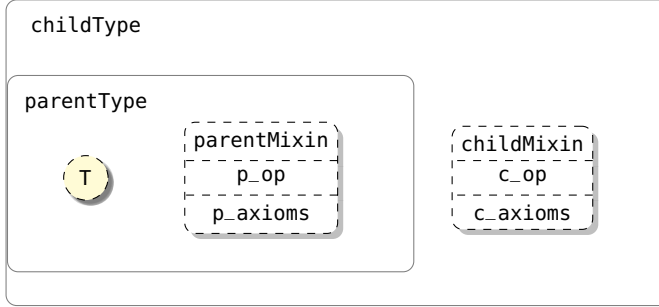 childType
parentType
T
parentMixin
p_op
p_axioms
childMixin
c_op
c_axioms